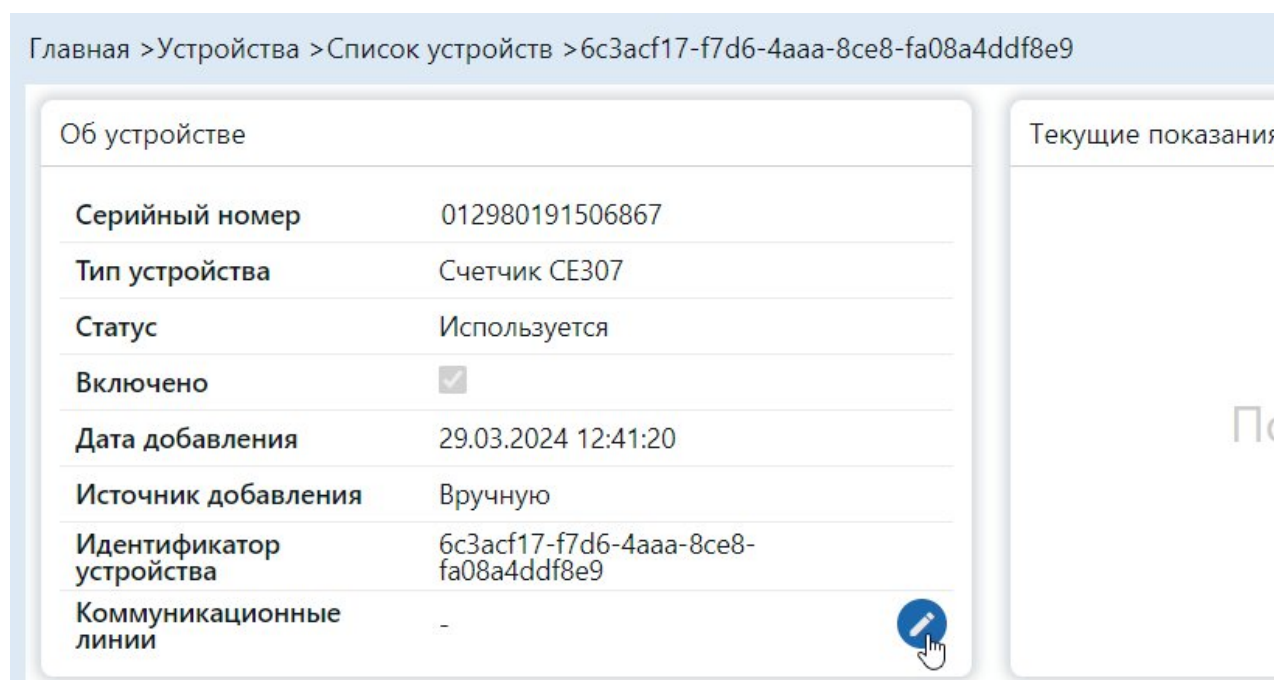 Главная >Устройства >Список устройств >6c3acf17-f7d6-4aaa-8ce8-fa08a4ddf8e9
Об устройстве
Серийный номер 012980191506867
Тип устройства Счетчик CE307
Статус Используется
Включено
Дата добавления 29.03.2024 12:41:20
Источник добавления Вручную
Идентификатор устройства 6c3acf17-f7d6-4aaa-8ce8-
fa08a4ddf8e9
Коммуникационные
линии -
Текущие показания